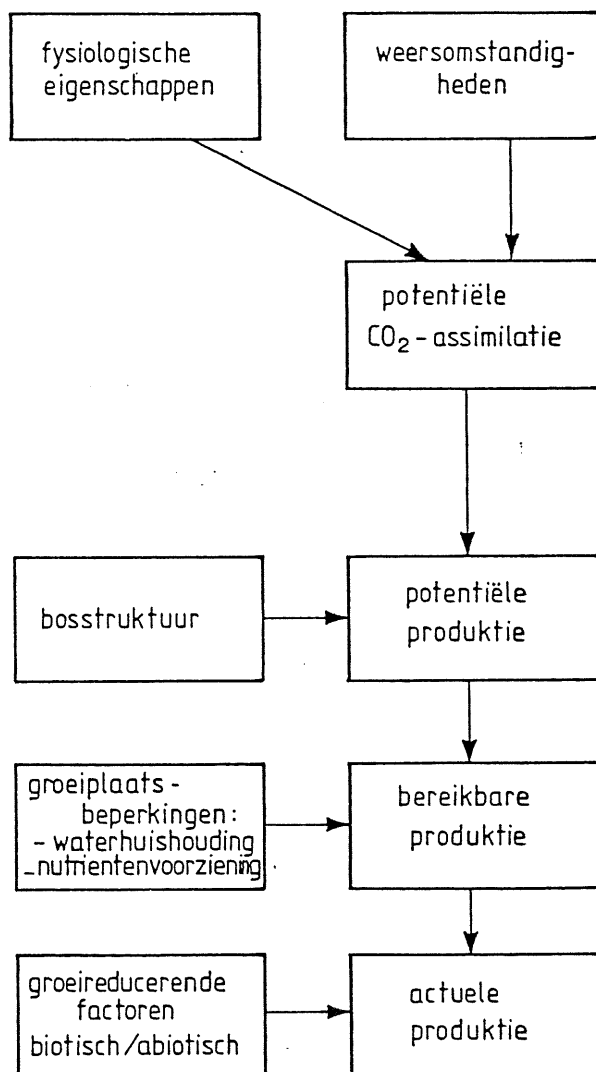 fysiologische
eigenschappen
weersomstandig-
heden
potentiële
CO₂-assimilatie
bosstruktuur
potentiële
produktie
groeiplaats-
beperkingen:
- waterhuishouding
- nutrientenvoorziening
bereikbare
produktie
groeireducerende
factoren
biotisch/abiotisch
actuele
produktie